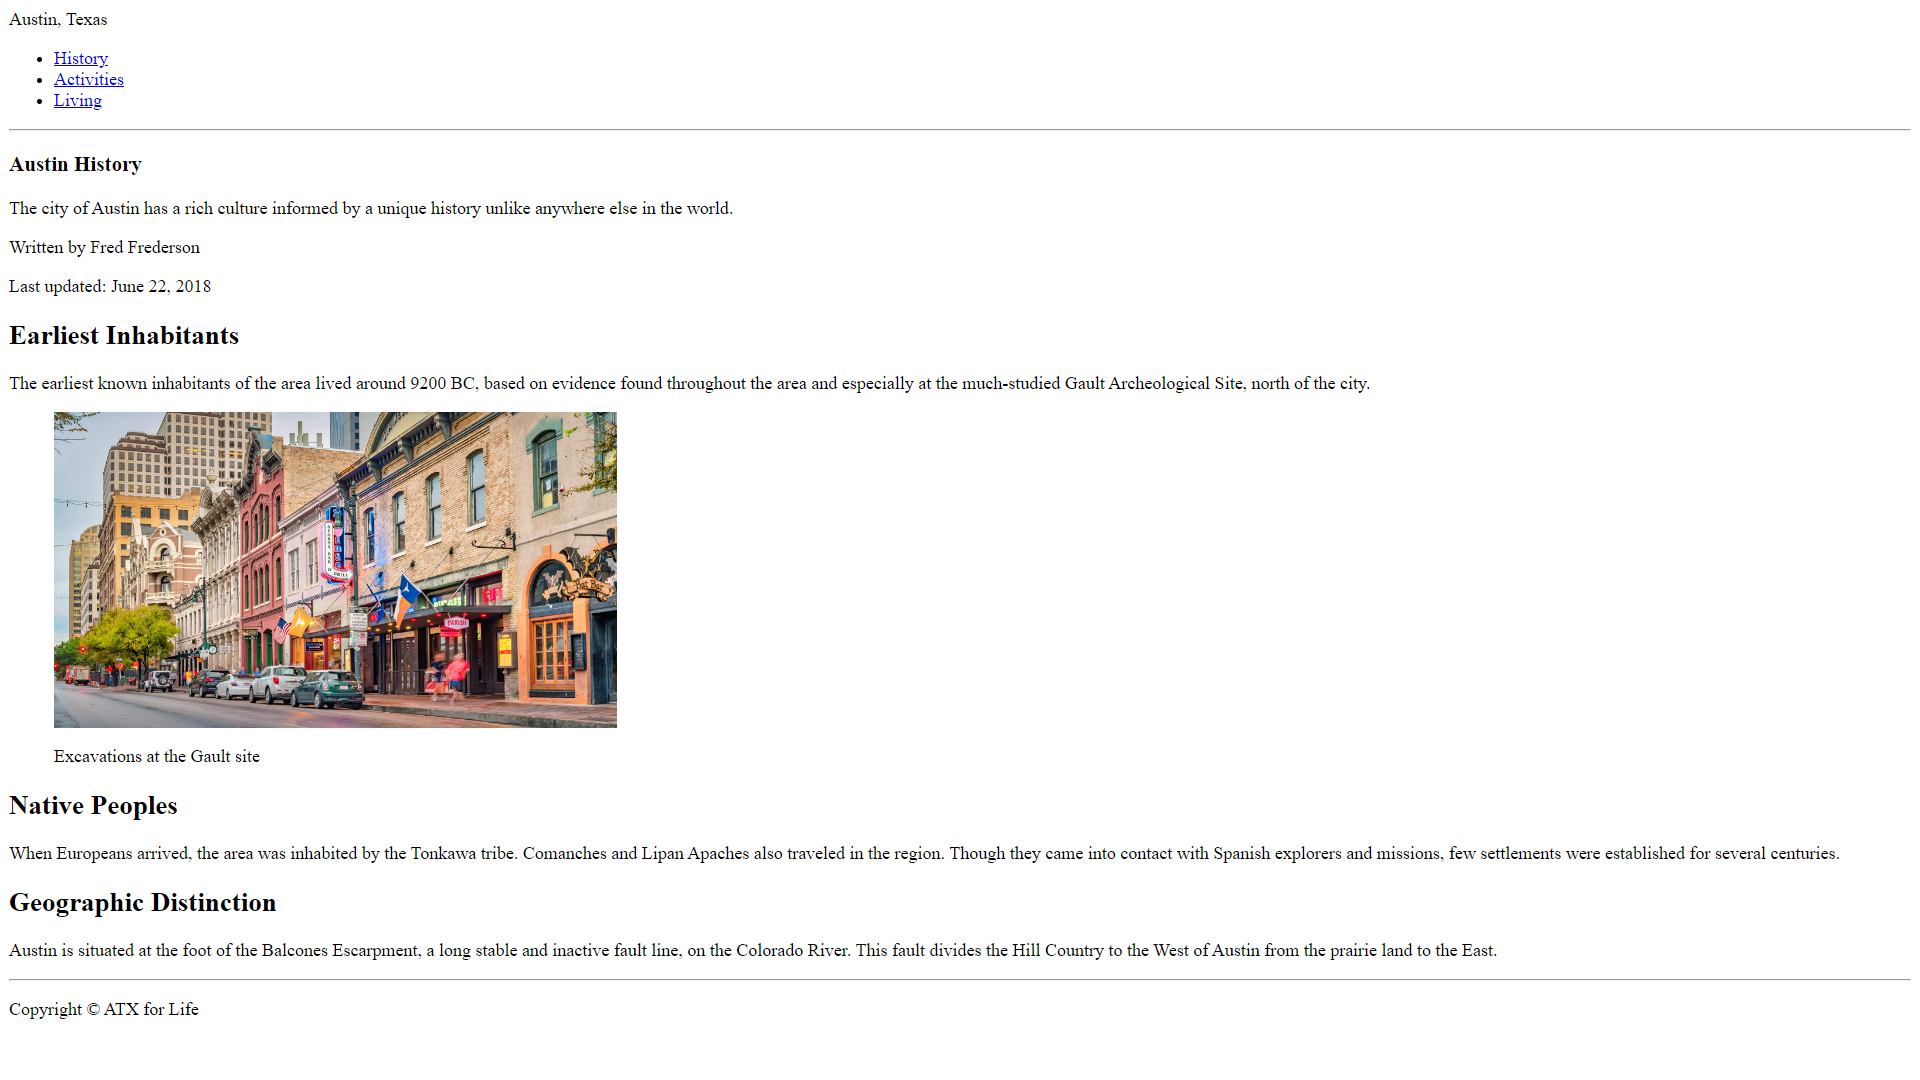 Austin, Texas
History
Activities
Living
Austin History
The city of Austin has a rich culture informed by a unique history unlike anywhere else in the world.
Written by Fred Frederson
Last updated: June 22, 2018
Earliest Inhabitants
The earliest known inhabitants of the area lived around 9200 BC, based on evidence found throughout the area and especially at the much-studied Gault Archeological Site, north of the city.
PARISH
Excavations at the Gault site
Native Peoples
When Europeans arrived, the area was inhabited by the Tonkawa tribe. Comanches and Lipan Apaches also traveled in the region. Though they came into contact with Spanish explorers and missions, few settlements were established for several centuries.
Geographic Distinction
Austin is situated at the foot of the Balcones Escarpment, a long stable and inactive fault line, on the Colorado River. This fault divides the Hill Country to the West of Austin from the prairie land to the East.
Copyright © ATX for Life